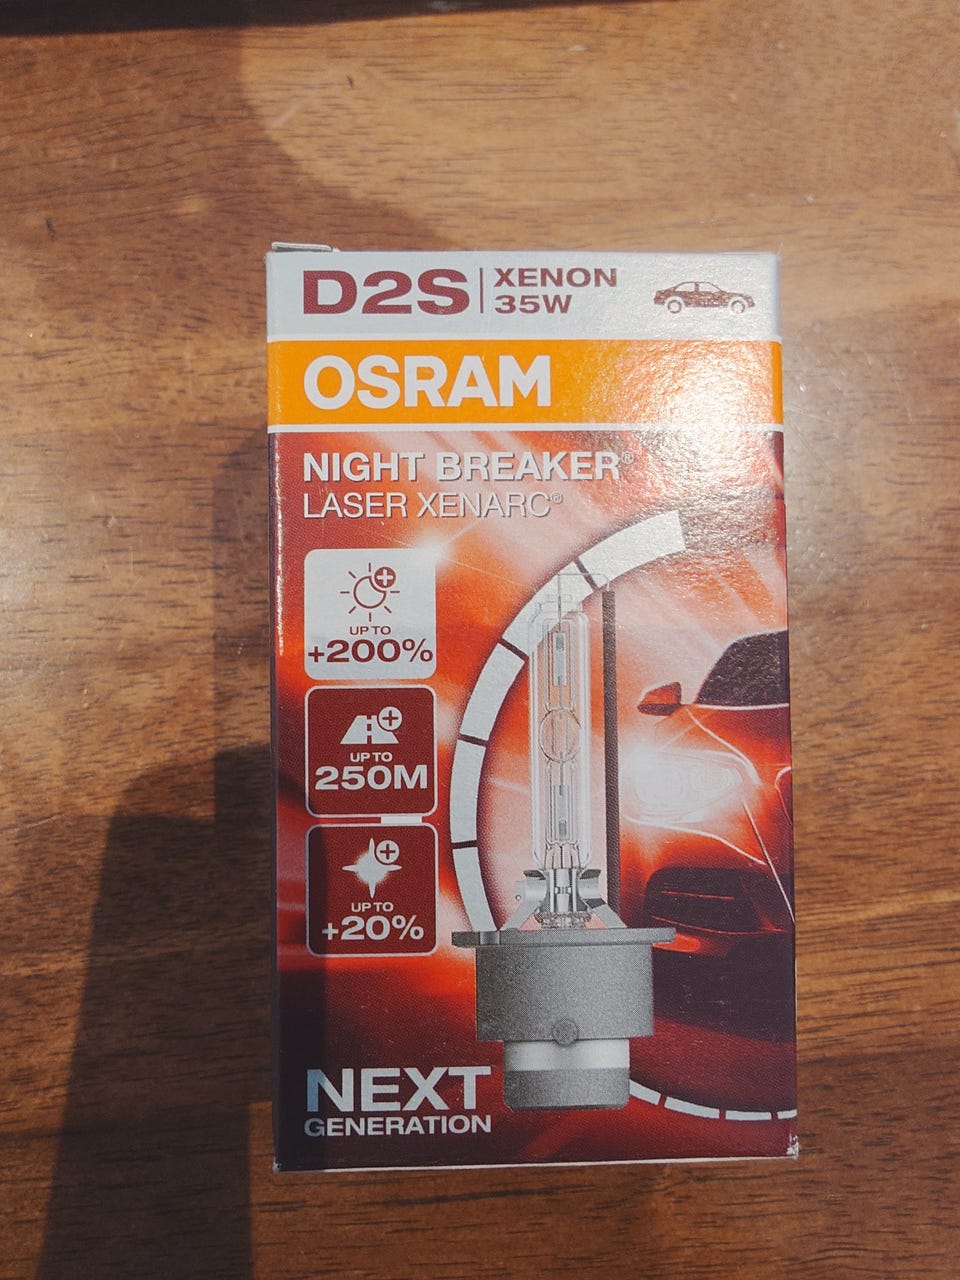 D2S
XENON
35W
OSRAM
NIGHT BREAKER®
LASER XENARC®
UP TO
+200%
UP TO
250M
UP TO
+20%
NEXT
GENERATION